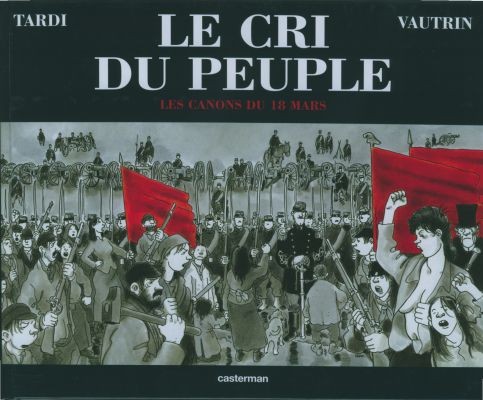 TARDI
VAUTRIN
LE CRI
DU PEUPLE
LES CANONS DU 18 MARS
casterman